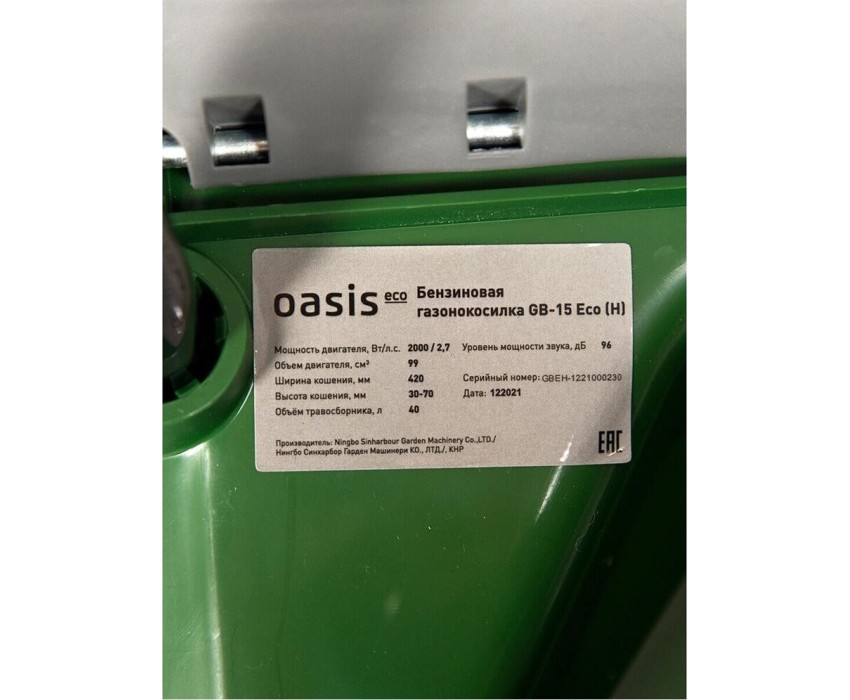 oasis eco
Бензиновая
газонокосилка GB-15 Eco (H)
Мощность двигателя, Вт/л.с. 2000 / 2,7 Уровень мощности звука, дБ 96
Объем двигателя, см³ 99
Ширина кошения, мм 420 Серийный номер: GBEH-1221000230
Высота кошения, мм 30-70 Дата: 122021
Объём травосборника, л 40
Производитель: Ningbo Sinharbour Garden Machinery Co.,LTD./
Нингбо Синхарбор Гарден Машинери КО., ЛТД./, КНР
EAC